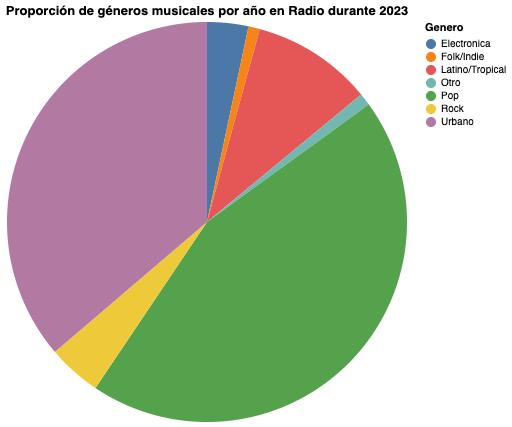 Proporción de géneros musicales por año en Radio durante 2023
Genero
Electronica
Folk/Indie
Latino/Tropical
Otro
Pop
Rock
Urbano